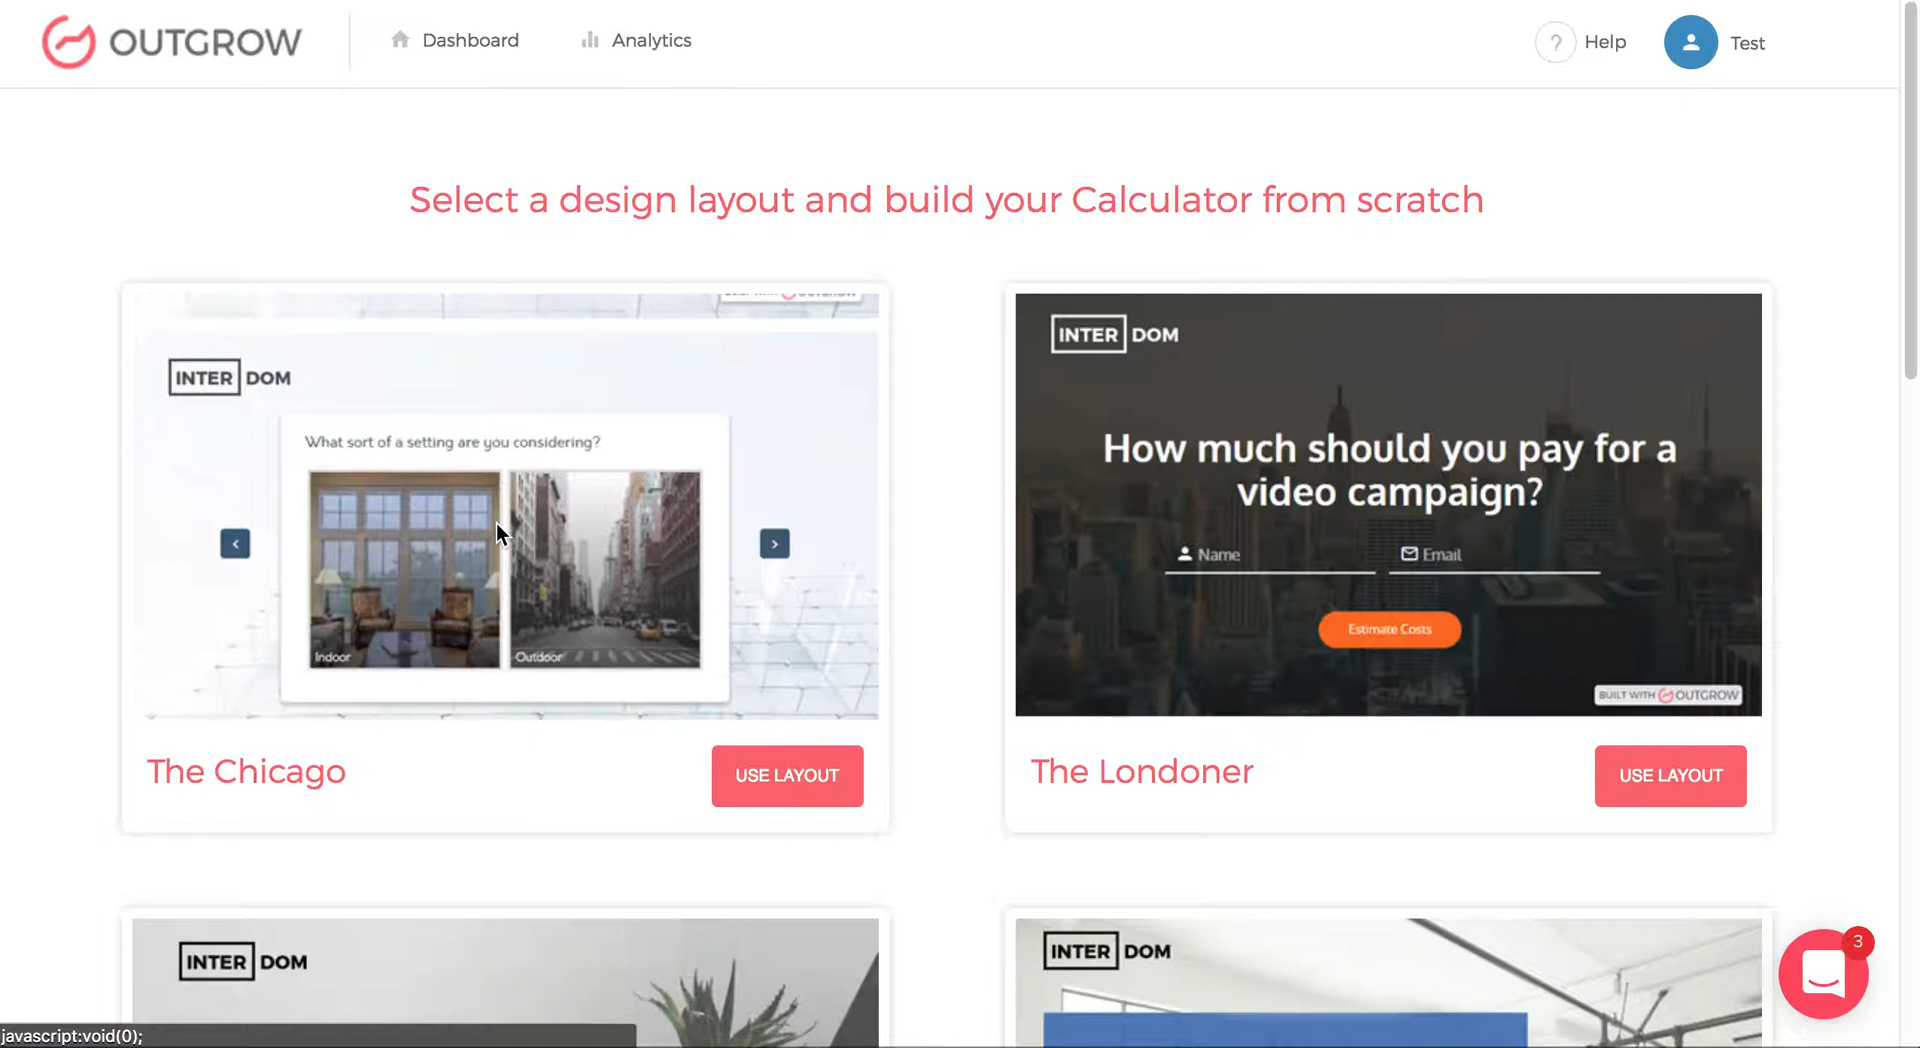 OUTGROW
Dashboard
Analytics
? Help
Test
Select a design layout and build your Calculator from scratch
INTER DOM
What sort of a setting are you considering?
Indoor
Outdoor
The Chicago
USE LAYOUT
INTER DOM
How much should you pay for a
video campaign?
Name
Email
Estimate Costs
BUILT WITH OUTGROW
The Londoner
USE LAYOUT
INTER DOM
INTER DOM
3
javascript:void(0);